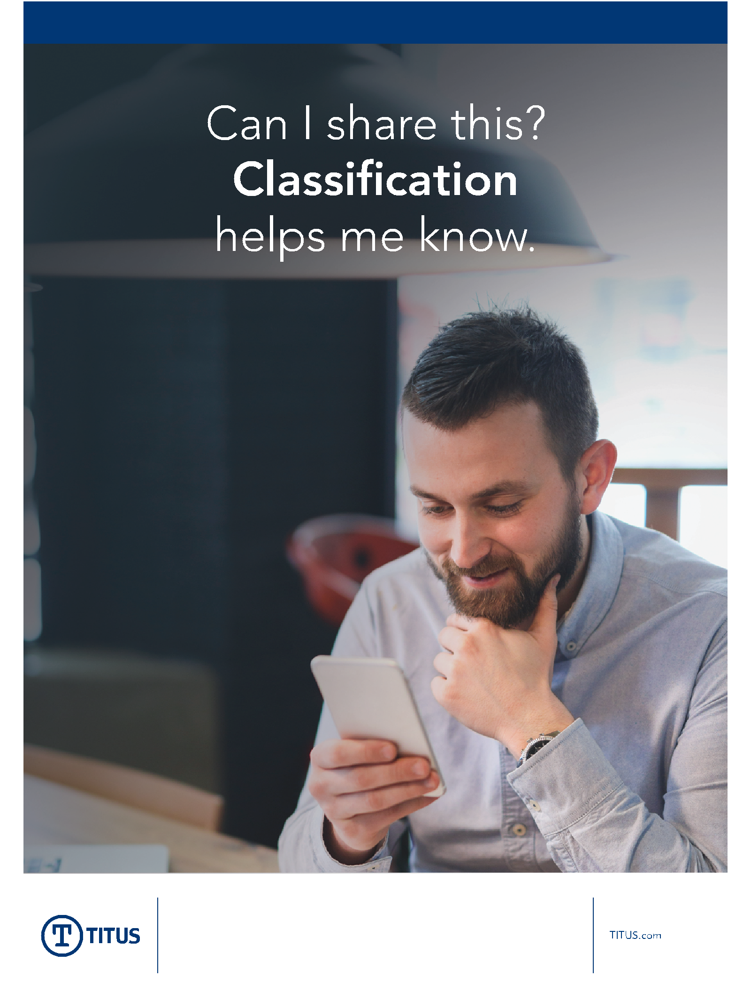 Can I share this?
Classification
helps me know.
T TITUS
TITUS.com